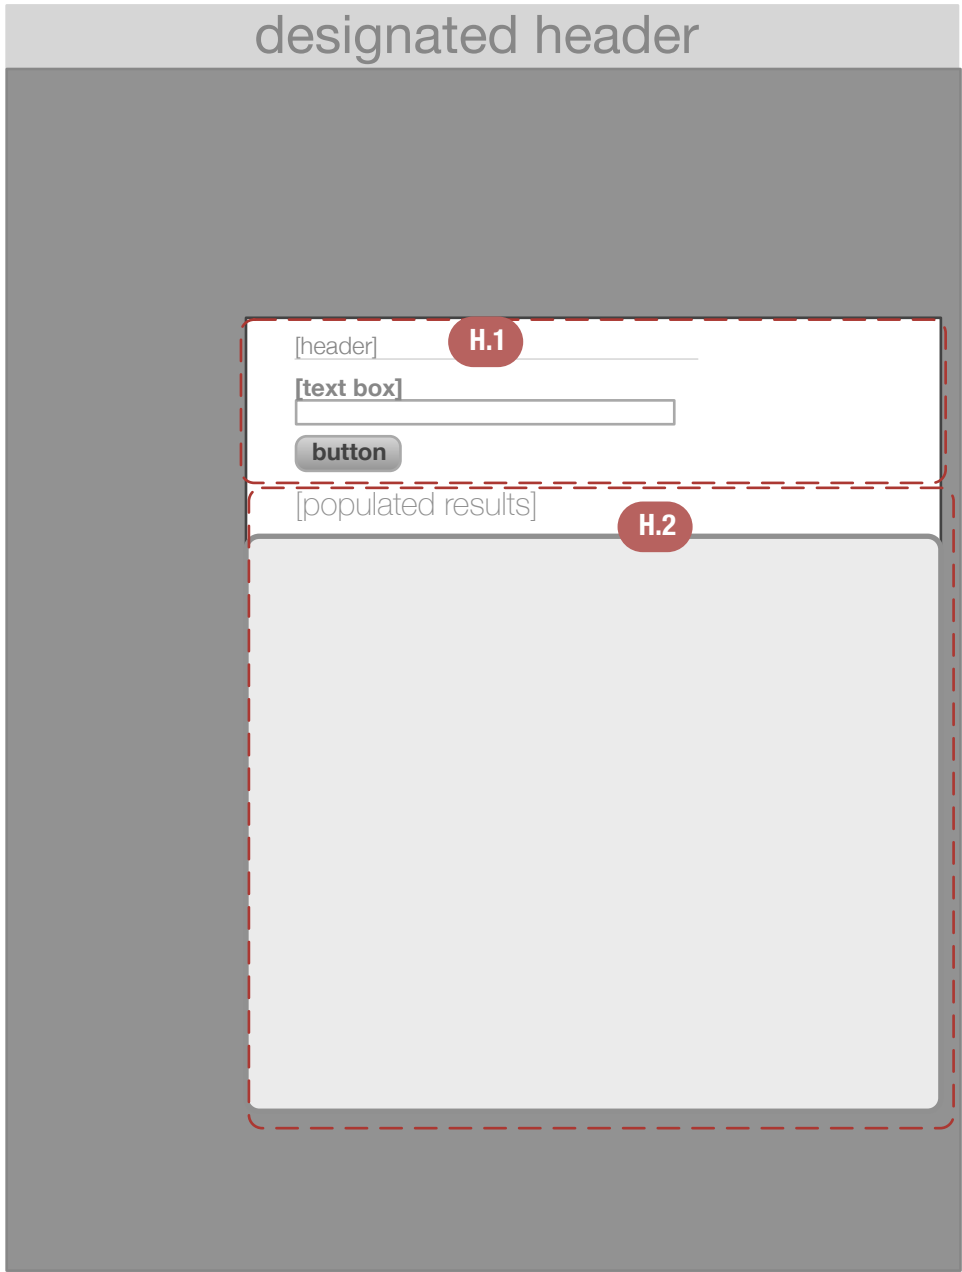 designated header
[header]
H.1
[text box]
button
[populated results]
H.2